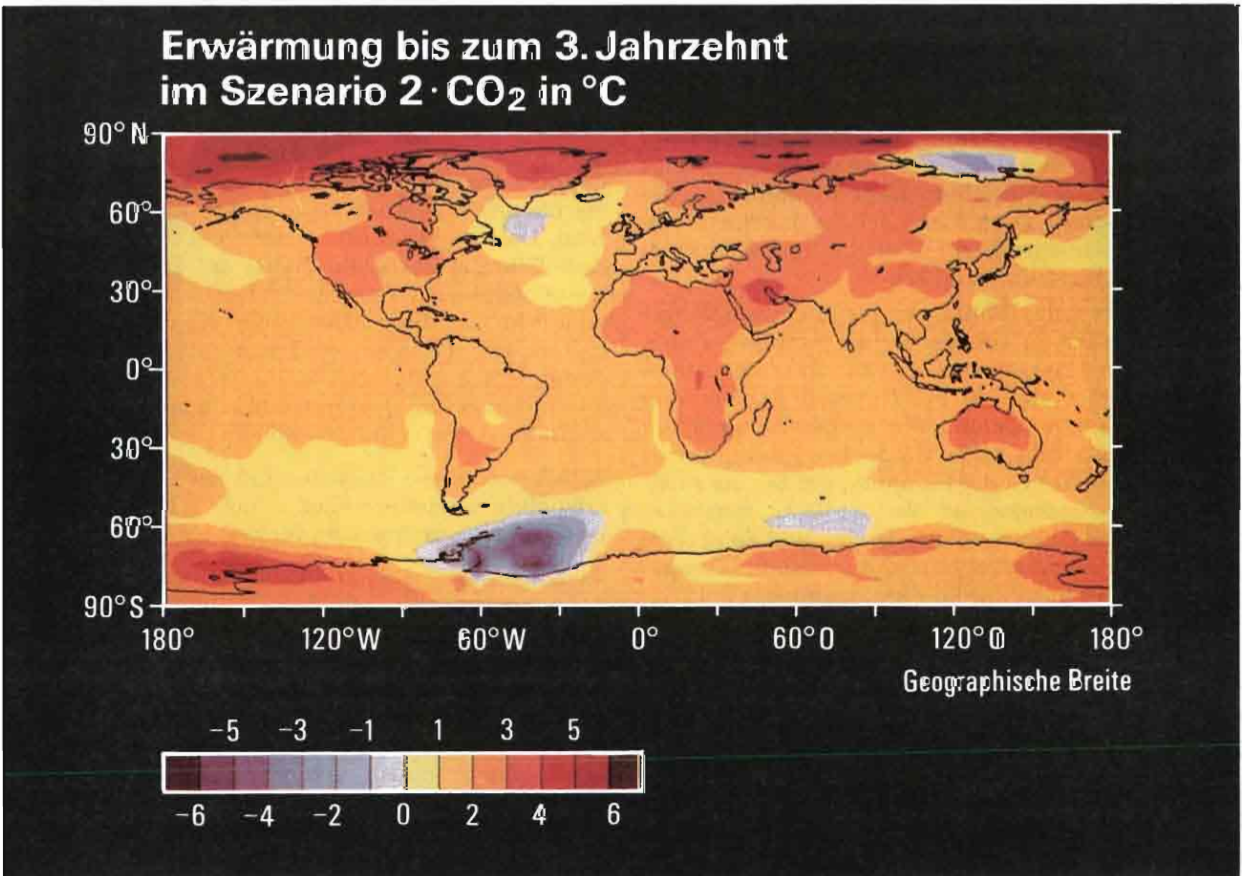 Erwärmung bis zum 3. Jahrzehnt
im Szenario 2 · CO₂ in °C
90° N
60°
30°
0°
30°
60°
90° S
180° 120° W 60° W 0° 60° O 120° O 180°
Geographische Breite
−5 −3 −1 1 3 5
−6 −4 −2 0 2 4 6